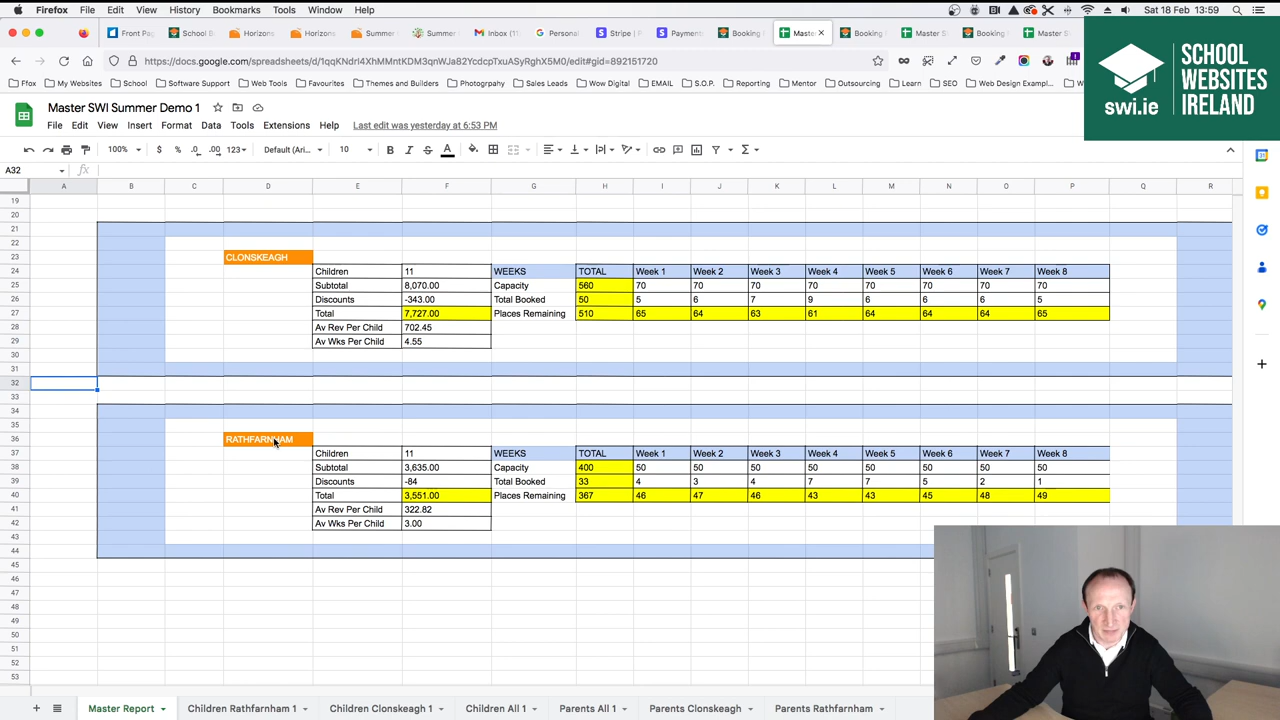 Firefox File Edit View History Bookmarks Tools Window Help Sat 18 Feb 13:59
Front Pag School B Horizon Horizo Summer Summer Inbox (11 Personal Stripe | P Paymen Booking Master Booking F Master S Booking Master S
https://docs.google.com/spreadsheets/d/
Ffox My Websites School Software Support Web Tools Favourites Themes and Builders Photograpny Sales Leads Wow Digital EMAIL S.O.P. Reporting Mentor Outsourcing Learn SEO Web Design Exampl...
SCHOOL
WEBSITES
IRELAND
swi.ie
Master SWI Summer Demo 1
File Edit View Insert Format Data Tools Extensions Help Last edit was yesterday at 6:53 PM
100% $ % .0 .00 123 Default (Ari... 10 B I S A
A32 fx
A B C D E F G H I J K L M N O P Q R
19
20
21
22
23 CLONSKEAGH
24 Children 11 WEEKS TOTAL Week 1 Week 2 Week 3 Week 4 Week 5 Week 6 Week 7 Week 8
25 Subtotal 8,070.00 Capacity 560 70 70 70 70 70 70 70 70
26 Discounts -343.00 Total Booked 50 5 6 7 9 6 6 6 5
27 Total 7,727.00 Places Remaining 510 65 64 63 61 64 64 64 65
28 Av Rev Per Child 702.45
29 Av Wks Per Child 4.55
30
31
32
33
34
35
36 RATHFARNHAM
37 Children 11 WEEKS TOTAL Week 1 Week 2 Week 3 Week 4 Week 5 Week 6 Week 7 Week 8
38 Subtotal 3,635.00 Capacity 400 50 50 50 50 50 50 50 50
39 Discounts -84 Total Booked 33 4 3 4 7 7 5 2 1
40 Total 3,551.00 Places Remaining 367 46 47 46 43 43 45 48 49
41 Av Rev Per Child 322.82
42 Av Wks Per Child 3.00
43
44
45
46
47
48
49
50
51
52
53
Master Report Children Rathfarnham 1 Children Clonskeagh 1 Children All 1 Parents All 1 Parents Clonskeagh Parents Rathfarnham